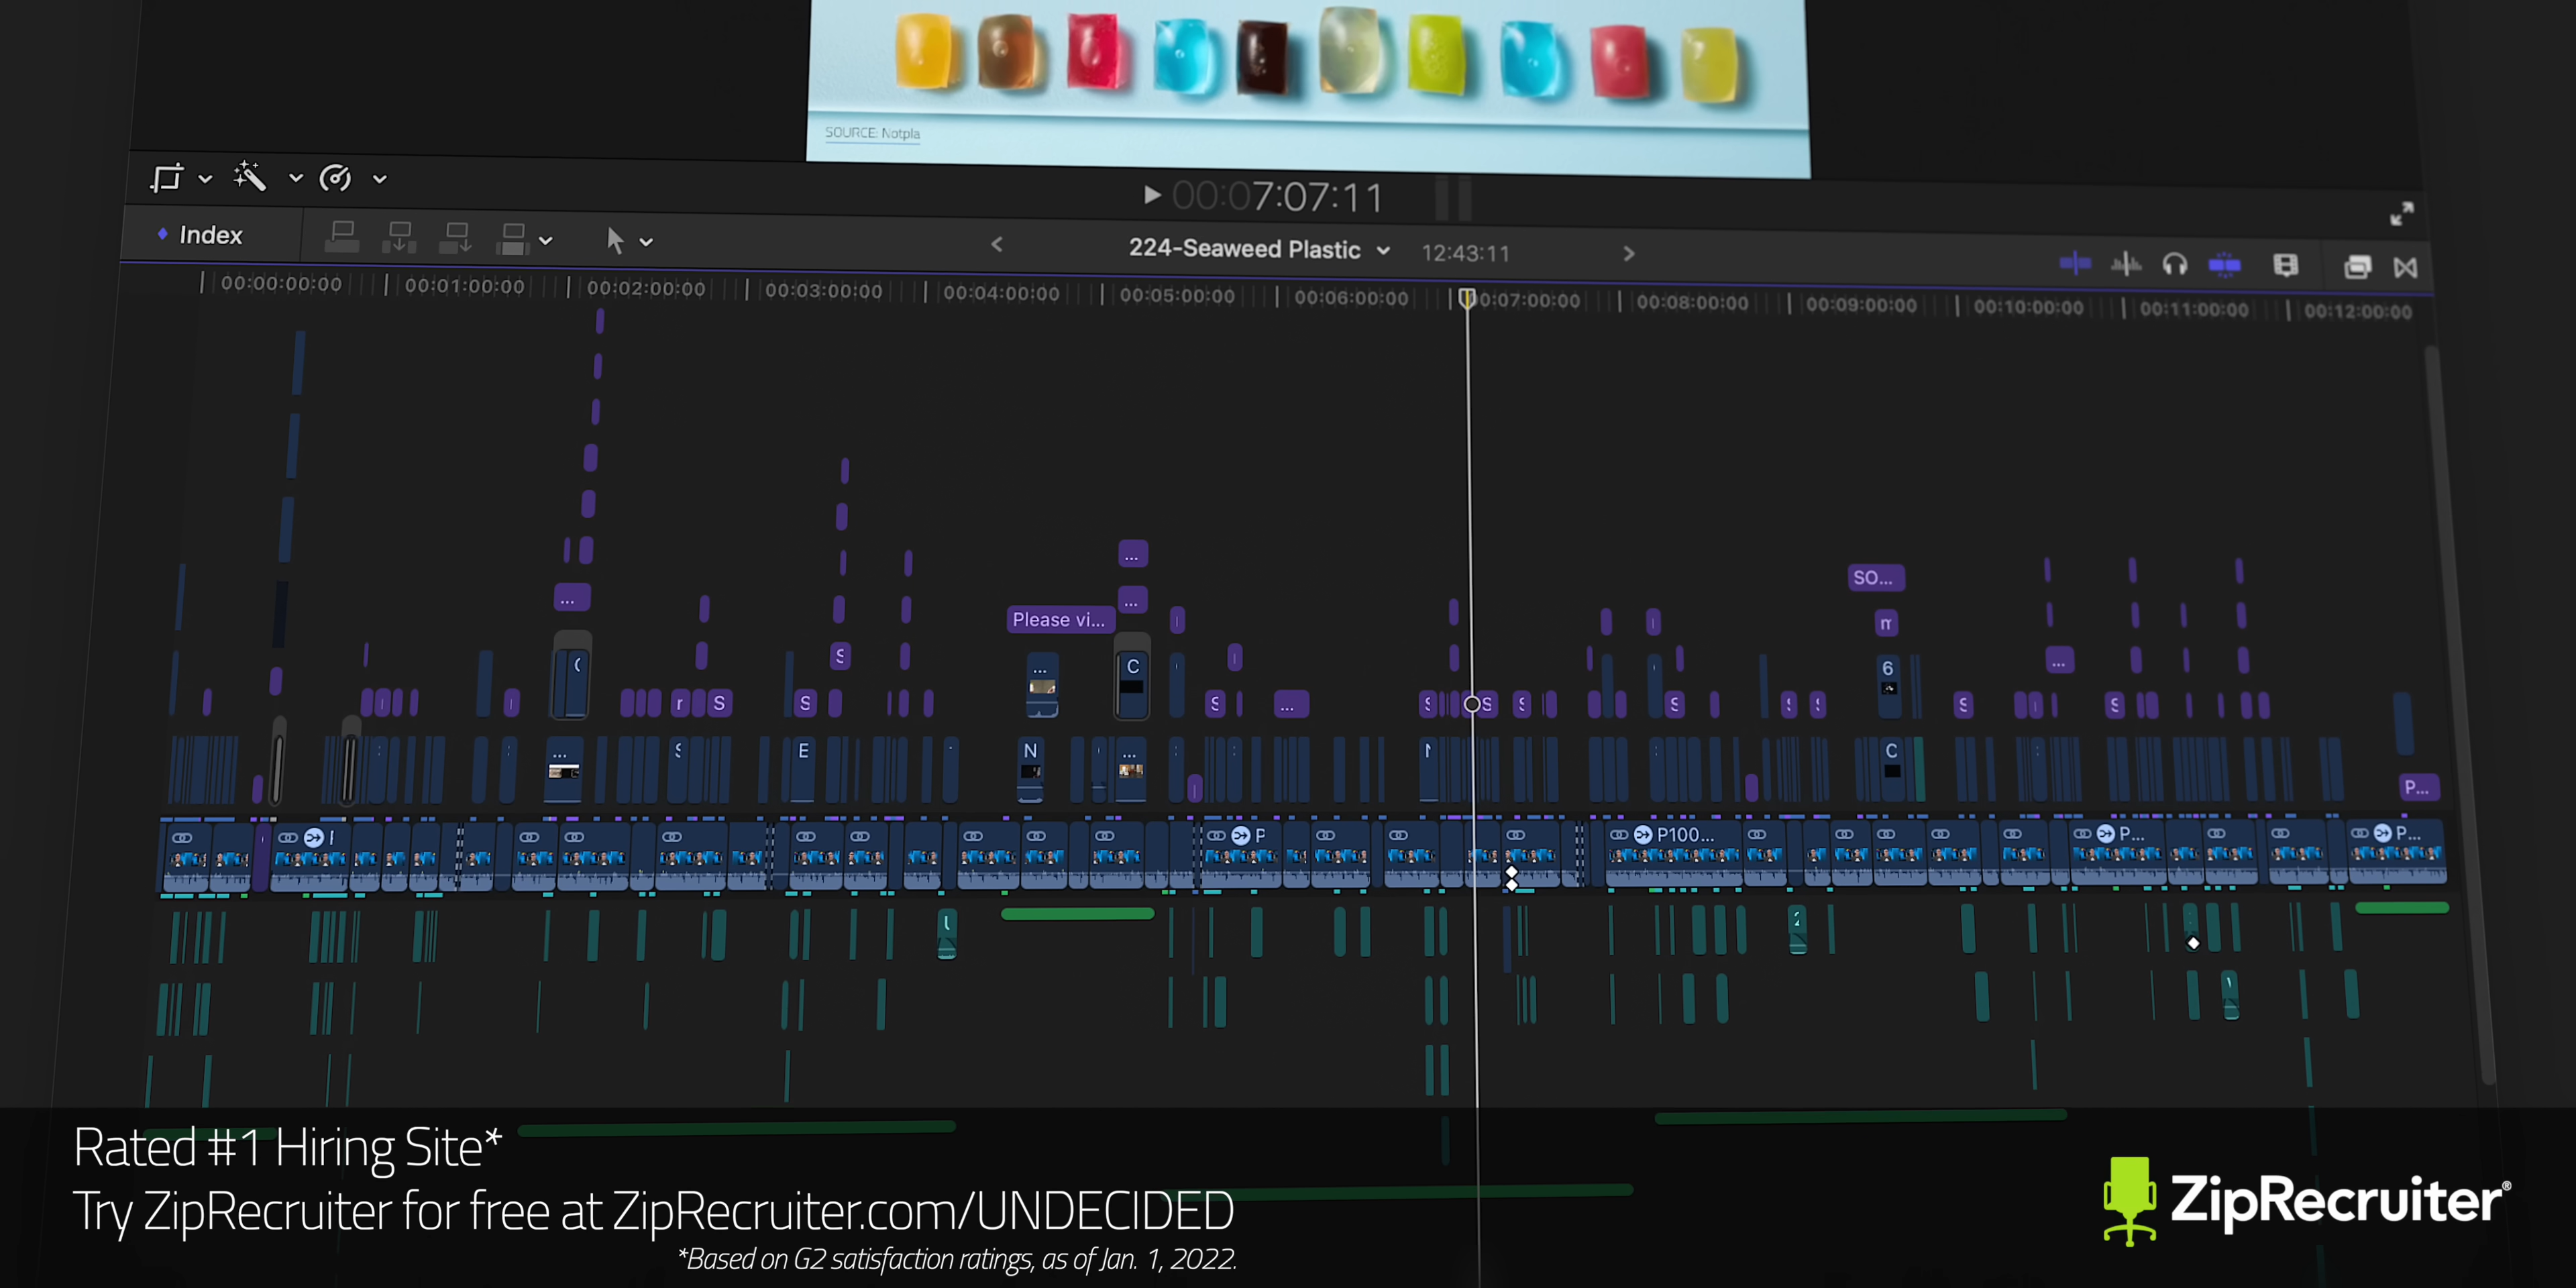 SOURCE: Notpla
00:07:07:11
Index
224-Seaweed Plastic
12:43:11
00:00:00:00 00:01:00:00 00:02:00:00 00:03:00:00 00:04:00:00 00:05:00:00 00:06:00:00 00:07:00:00 00:08:00:00 00:09:00:00 00:10:00:00 00:11:00:00 00:12:00:00
...
SO...
...
...
Please vi...
...
C
6
S
...
r
S
S
S
...
S
S
S
S
S
...
E
N
...
C
P...
P
P100...
P...
P...
Rated #1 Hiring Site*
Try ZipRecruiter for free at ZipRecruiter.com/UNDECIDED
*Based on G2 satisfaction ratings, as of Jan. 1, 2022.
ZipRecruiter®